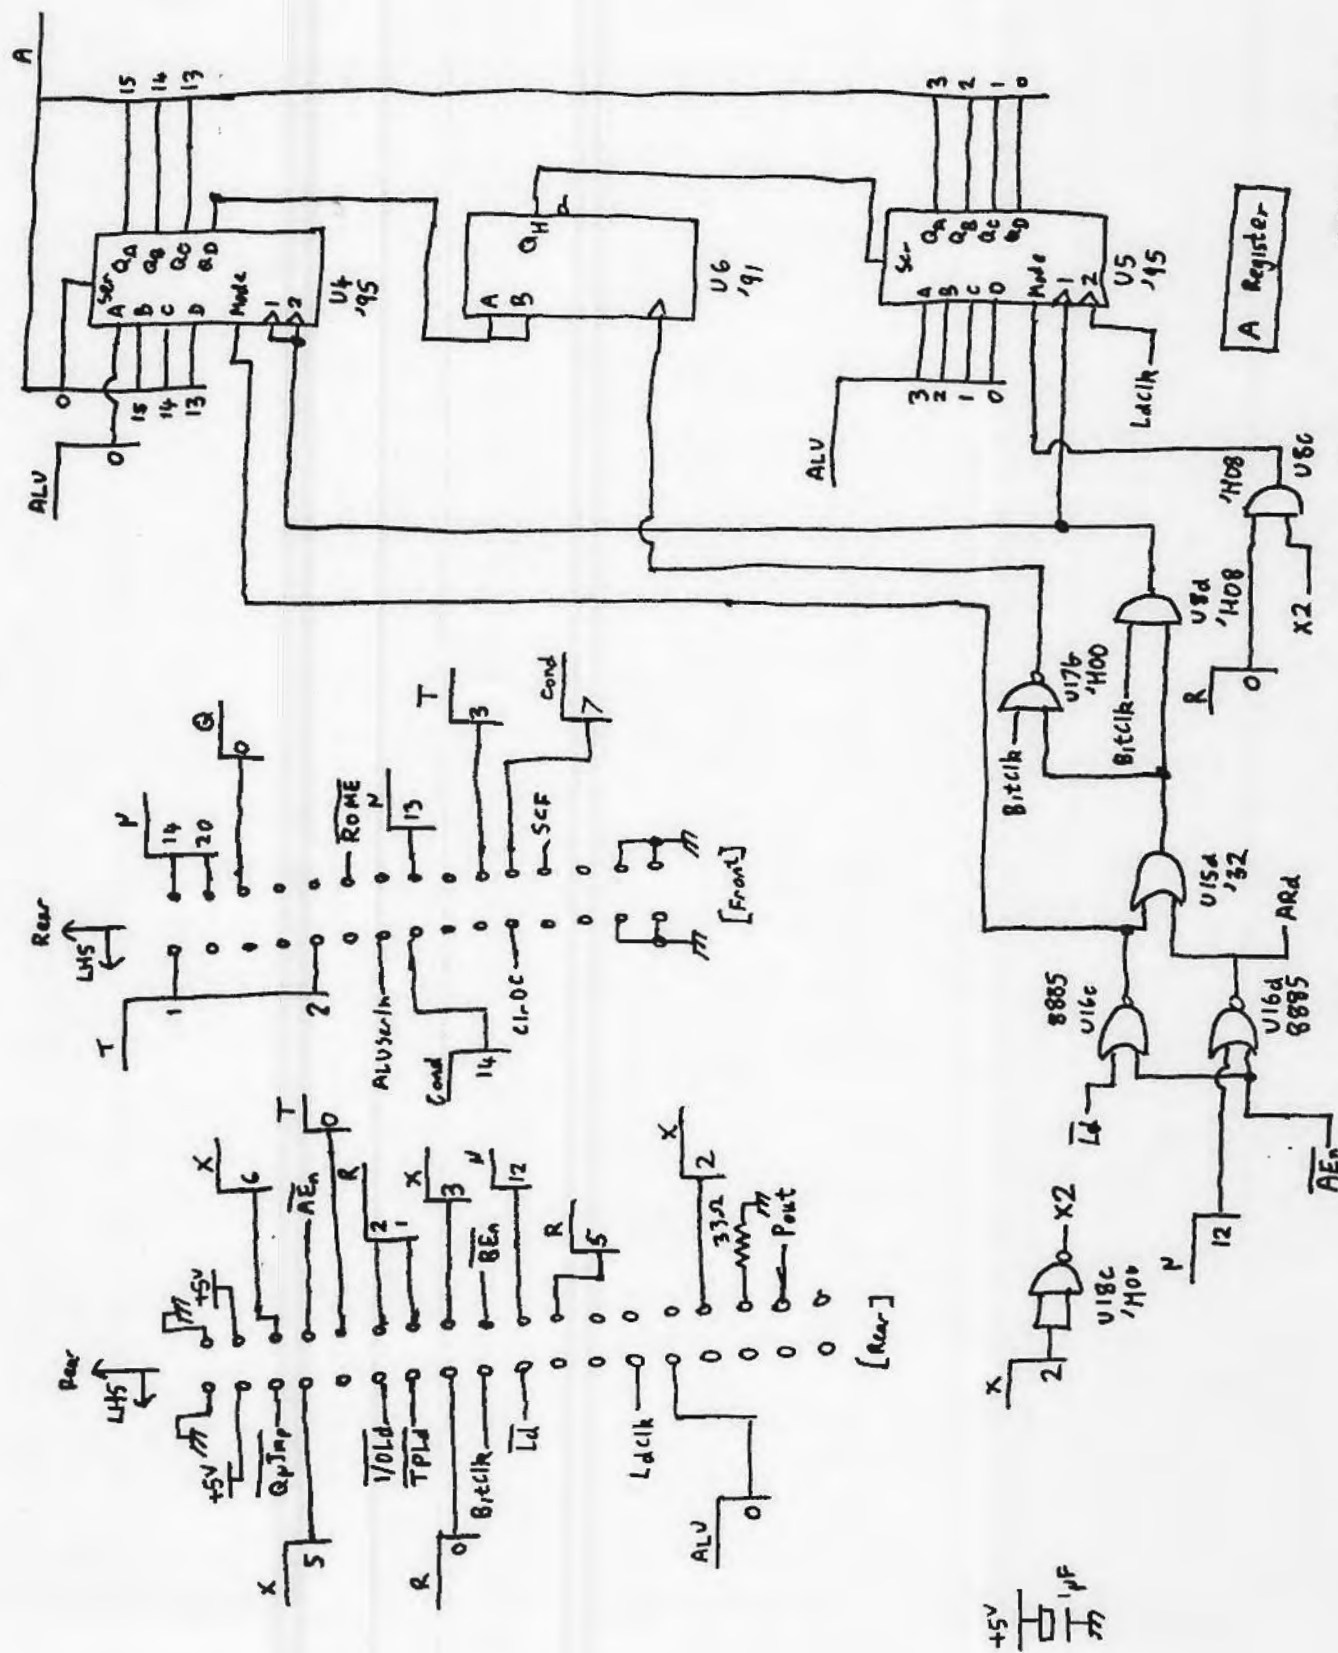 Rear
LHS
+5V
+5V
QμJmp
X
5
X
6
AEn
T
0
I/OLd
TPLd
R
2
1
R
0
X
3
BitClk
BEn
Ld
μ
12
R
5
LdClk
ALU
0
X
2
33Ω
Pout
[Rear]
Rear
LHS
T
1
2
μ
14
20
Q
0
ROME
ALUSerIn
μ
13
Cond
14
T
3
ClrOC
Cond
7
SCF
[Front]
A
ALU
0
0
15
14
13
Ser
A
B
C
D
Mode
1
2
QA
QB
QC
QD
U4
'95
15
14
13
A
B
QH
U6
'91
ALU
3
2
1
0
Ser
A
B
C
D
Mode
1
2
QA
QB
QC
QD
U5
'95
3
2
1
0
LdClk
BitClk
U17b
'H00
BitClk
U8d
'H08
R
0
X2
'H08
U8c
8885
U16c
Ld
U16d
8885
U15d
'32
ARd
μ
12
AEn
X
2
U18c
X2
+5V
1μF
A Register